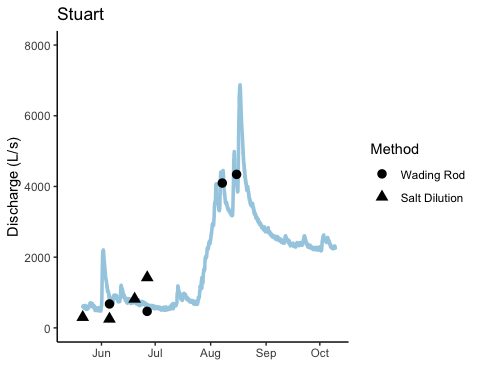 Stuart
Discharge (L/s)
8000
6000
4000
2000
0
Jun Jul Aug Sep Oct
Method
Wading Rod
Salt Dilution